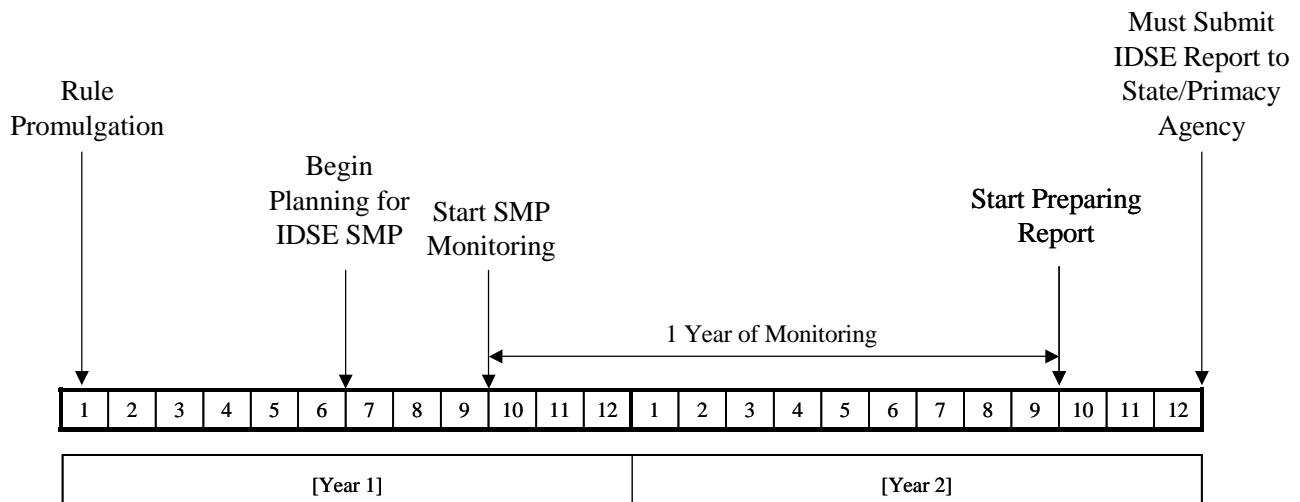 Must Submit
IDSE Report to
State/Primacy
Agency
Rule
Promulgation
Begin
Planning for
IDSE SMP
Start SMP
Monitoring
Start Preparing
Report
1 Year of Monitoring
1 2 3 4 5 6 7 8 9 10 11 12 1 2 3 4 5 6 7 8 9 10 11 12
[Year 1] [Year 2]